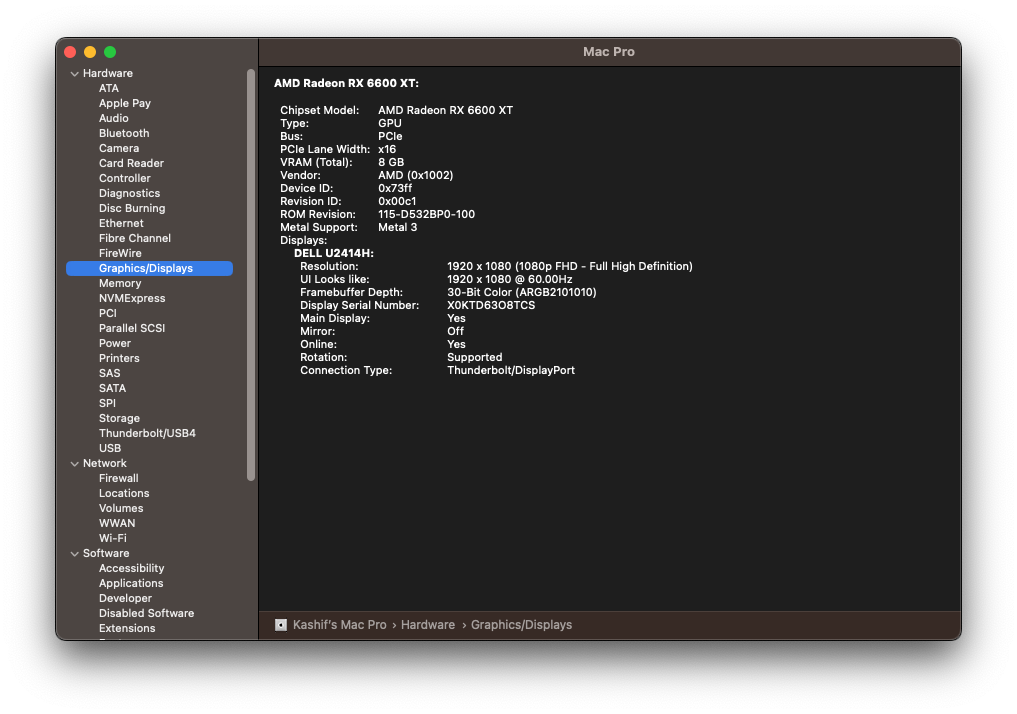 Mac Pro
Hardware
ATA
Apple Pay
Audio
Bluetooth
Camera
Card Reader
Controller
Diagnostics
Disc Burning
Ethernet
Fibre Channel
FireWire
Graphics/Displays
Memory
NVMExpress
PCI
Parallel SCSI
Power
Printers
SAS
SATA
SPI
Storage
Thunderbolt/USB4
USB
Network
Firewall
Locations
Volumes
WWAN
Wi-Fi
Software
Accessibility
Applications
Developer
Disabled Software
Extensions
AMD Radeon RX 6600 XT:
Chipset Model: AMD Radeon RX 6600 XT
Type: GPU
Bus: PCIe
PCIe Lane Width: x16
VRAM (Total): 8 GB
Vendor: AMD (0x1002)
Device ID: 0x73ff
Revision ID: 0x00c1
ROM Revision: 115-D532BP0-100
Metal Support: Metal 3
Displays:
DELL U2414H:
Resolution: 1920 x 1080 (1080p FHD - Full High Definition)
UI Looks like: 1920 x 1080 @ 60.00Hz
Framebuffer Depth: 30-Bit Color (ARGB2101010)
Display Serial Number: X0KTD63O8TCS
Main Display: Yes
Mirror: Off
Online: Yes
Rotation: Supported
Connection Type: Thunderbolt/DisplayPort
Kashif's Mac Pro › Hardware › Graphics/Displays